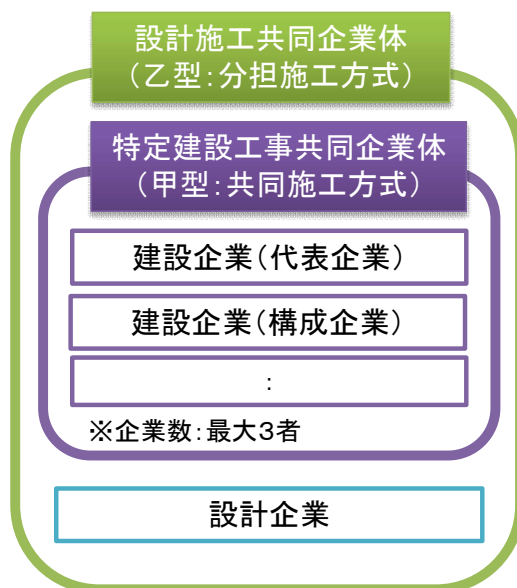 設計施工共同企業体
（乙型：分担施工方式）
特定建設工事共同企業体
（甲型：共同施工方式）
建設企業（代表企業）
建設企業（構成企業）
：
※企業数：最大３者
設計企業